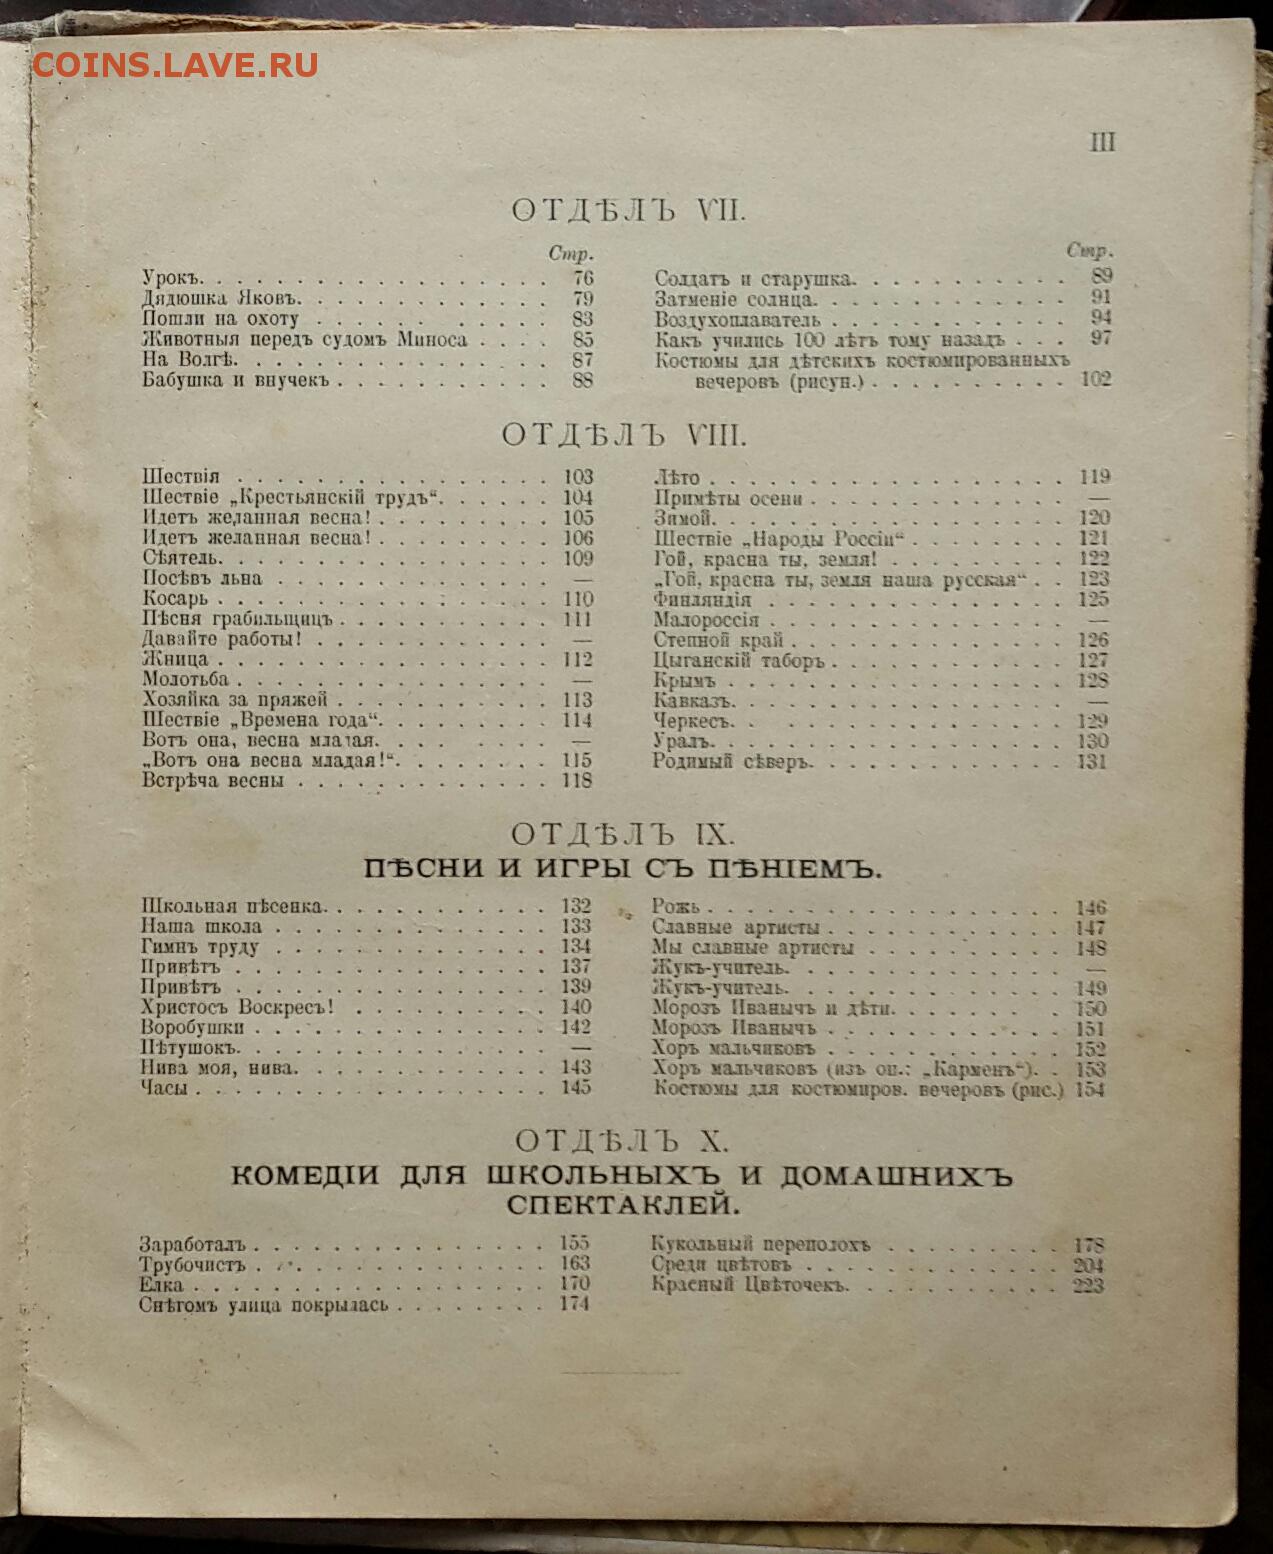 COINS.LAVE.RU
III
ОТДѢЛЪ VII.
Стр.
Урокъ. 76
Дядюшка Яковъ. 79
Пошли на охоту 83
Животныя передъ судомъ Миноса 85
На Волгѣ. 87
Бабушка и внучекъ 88
Стр.
Солдатъ и старушка. 89
Затменіе солнца. 91
Воздухоплаватель 94
Какъ учились 100 лѣтъ тому назадъ 97
Костюмы для дѣтскихъ костюмированныхъ
вечеровъ (рисун.) 102
ОТДѢЛЪ VIII.
Шествія 103
Шествіе „Крестьянскій трудъ“. 104
Идетъ желанная весна! 105
Идетъ желанная весна! 106
Сѣятель. 109
Посѣвъ льна —
Косарь 110
Пѣсня грабильщицъ 111
Давайте работы! —
Жница 112
Молотьба —
Хозяйка за пряжей 113
Шествіе „Времена года“. 114
Вотъ она, весна младая. —
„Вотъ она весна младая!“. 115
Встрѣча весны 118
Лѣто 119
Примѣты осени —
Зимой. 120
Шествіе „Народы Россіи“ 121
Гой, красна ты, земля! 122
„Гой, красна ты, земля наша русская“ 123
Финляндія 125
Малороссія —
Степной край 126
Цыганскій таборъ 127
Крымъ 128
Кавказъ. —
Черкесъ. 129
Уралъ. 130
Родимый сѣверъ. 131
ОТДѢЛЪ IX.
ПѢСНИ И ИГРЫ СЪ ПѢНІЕМЪ.
Школьная пѣсенка. 132
Наша школа 133
Гимнъ труду 134
Привѣтъ 137
Привѣтъ 139
Христосъ Воскресъ! 140
Воробушки 142
Пѣтушокъ. —
Нива моя, нива. 143
Часы 145
Рожь 146
Славные артисты 147
Мы славные артисты 148
Жукъ-учитель. —
Жукъ-учитель. 149
Морозъ Иванычъ и дѣти. 150
Морозъ Иванычъ 151
Хоръ мальчиковъ 152
Хоръ мальчиковъ (изъ оп.: „Карменъ“). 153
Костюмы для костюмиров. вечеровъ (рис.) 154
ОТДѢЛЪ X.
КОМЕДІИ ДЛЯ ШКОЛЬНЫХЪ И ДОМАШНИХЪ
СПЕКТАКЛЕЙ.
Заработалъ 155
Трубочистъ 163
Елка 170
Снѣгомъ улица покрылась 174
Кукольный переполохъ 178
Среди цвѣтовъ 204
Красный Цвѣточекъ. 223